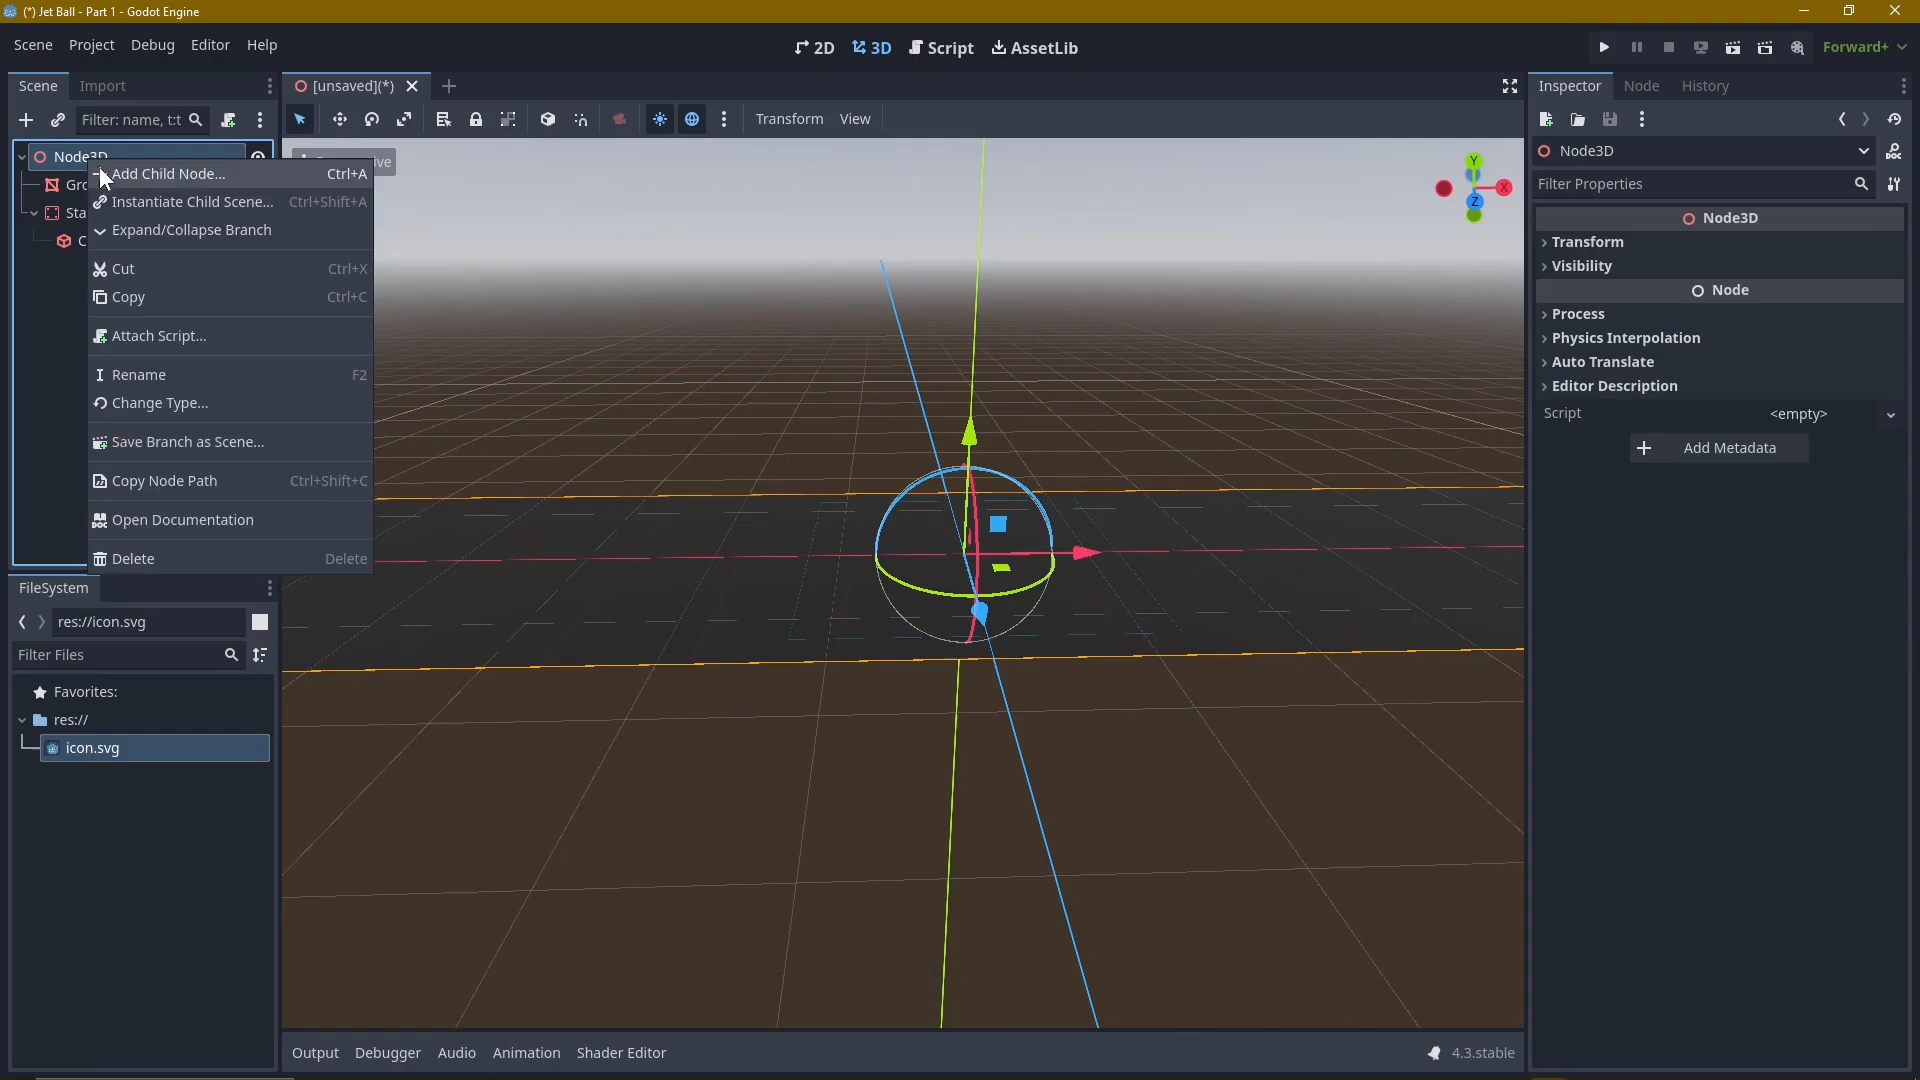 (*) Jet Ball - Part 1 - Godot Engine
Scene Project Debug Editor Help
2D 3D Script AssetLib
Forward+
Scene Import
[unsaved](*)
Inspector Node History
Filter: name, t:t
Transform View
Node3D
Node3D
Filter Properties
Add Child Node... Ctrl+A
Instantiate Child Scene... Ctrl+Shift+A
Expand/Collapse Branch
Cut Ctrl+X
Copy Ctrl+C
Attach Script...
Rename F2
Change Type...
Save Branch as Scene...
Copy Node Path Ctrl+Shift+C
Open Documentation
Delete Delete
Gro
Sta
C
Y
X
Z
Node3D
Transform
Visibility
Node
Process
Physics Interpolation
Auto Translate
Editor Description
Script <empty>
Add Metadata
FileSystem
res://icon.svg
Filter Files
Favorites:
res://
icon.svg
Output Debugger Audio Animation Shader Editor
4.3.stable